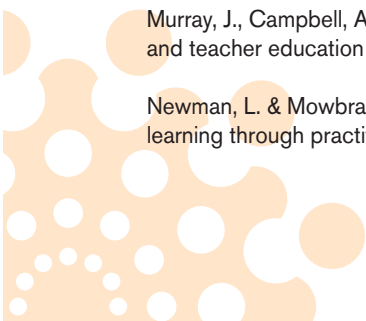 Murray, J., Campbell, A
and teacher education
Newman, L. & Mowbra
learning through practi